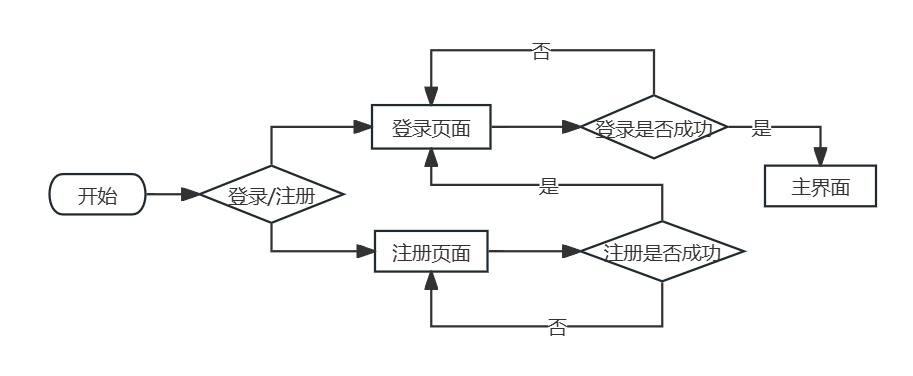 否
登录页面
登录是否成功
是
主界面
开始
登录/注册
是
注册页面
注册是否成功
否